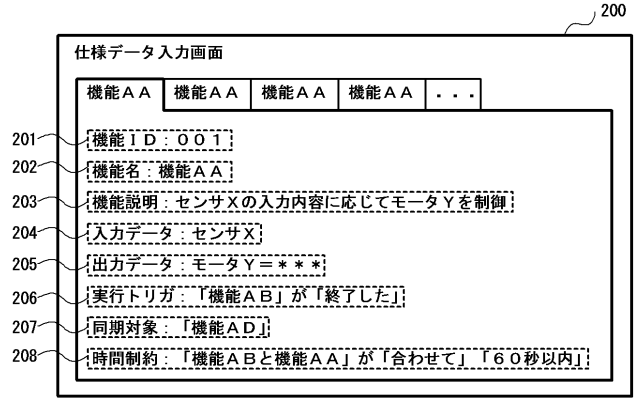 200
仕様データ入力画面
機能ＡＡ 機能ＡＡ 機能ＡＡ 機能ＡＡ ...
201 機能ＩＤ：００１
202 機能名：機能ＡＡ
203 機能説明：センサＸの入力内容に応じてモータＹを制御
204 入力データ：センサＸ
205 出力データ：モータＹ＝＊＊＊
206 実行トリガ：「機能ＡＢ」が「終了した」
207 同期対象：「機能ＡＤ」
208 時間制約：「機能ＡＢと機能ＡＡ」が「合わせて」「６０秒以内」